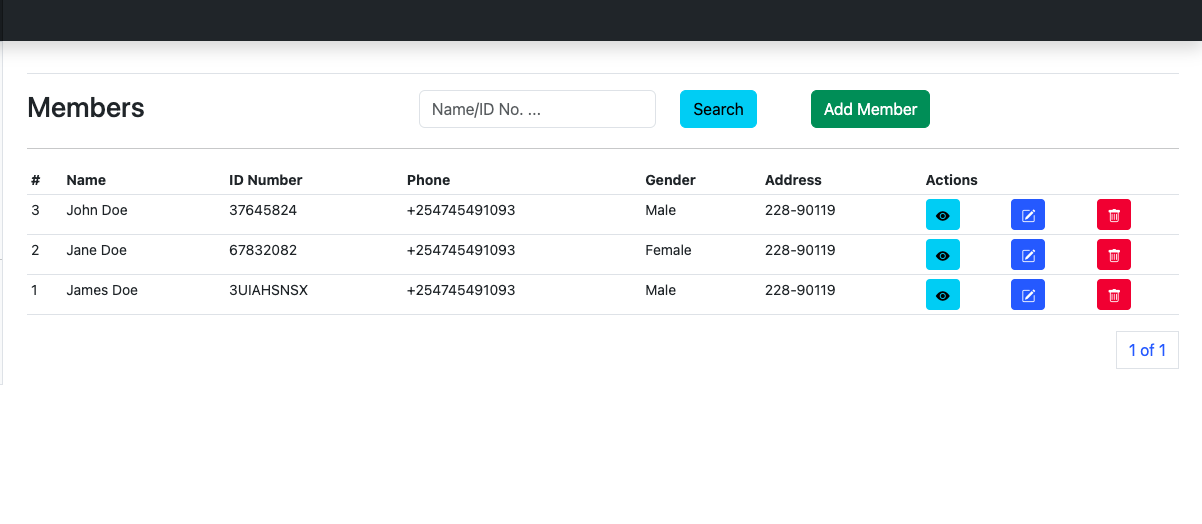 Members
Name/ID No. ...
Search
Add Member
# Name ID Number Phone Gender Address Actions
3 John Doe 37645824 +254745491093 Male 228-90119
2 Jane Doe 67832082 +254745491093 Female 228-90119
1 James Doe 3UIAHSNSX +254745491093 Male 228-90119
1 of 1